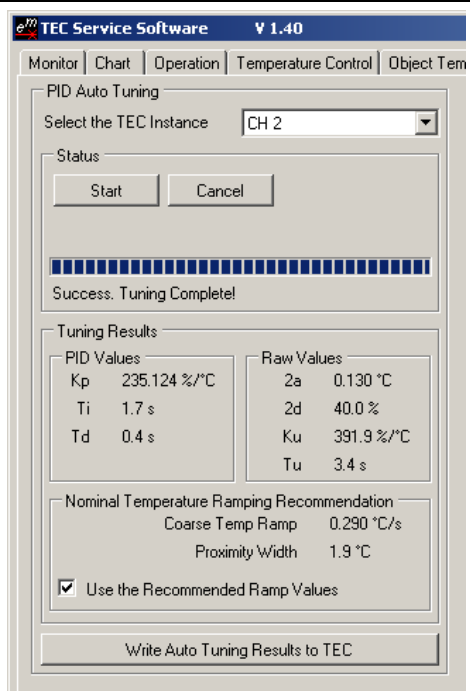 TEC Service Software V 1.40
Monitor Chart Operation Temperature Control Object Tem
PID Auto Tuning
Select the TEC Instance CH 2
Status
Start Cancel
Success. Tuning Complete!
Tuning Results
PID Values
Kp 235.124 %/°C
Ti 1.7 s
Td 0.4 s
Raw Values
2a 0.130 °C
2d 40.0 %
Ku 391.9 %/°C
Tu 3.4 s
Nominal Temperature Ramping Recommendation
Coarse Temp Ramp 0.290 °C/s
Proximity Width 1.9 °C
Use the Recommended Ramp Values
Write Auto Tuning Results to TEC